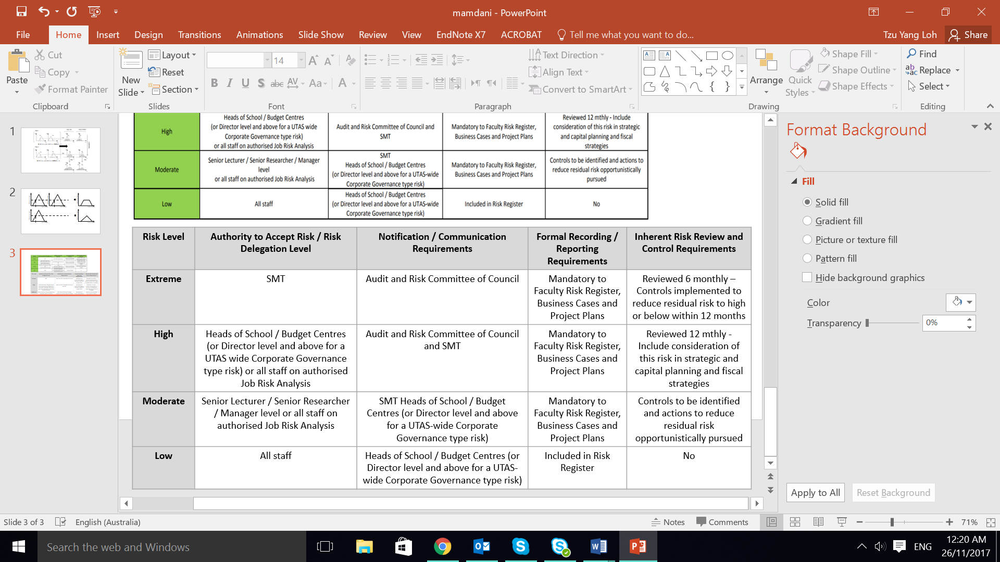 mamdani - PowerPoint
File Home Insert Design Transitions Animations Slide Show Review View EndNote X7 ACROBAT Tell me what you want to do... Tzu Yang Loh Share
Paste
Cut
Copy
Format Painter
Clipboard
New
Slide
Layout
Reset
Section
Slides
14
B I U S abc AV Aa A
Font
Text Direction
Align Text
Convert to SmartArt
Paragraph
Arrange
Quick
Styles
Shape Fill
Shape Outline
Shape Effects
Drawing
Find
Replace
Select
Editing
1
2
3
High
Heads of School / Budget Centres
(or Director level and above for a UTAS wide
Corporate Governance type risk)
or all staff on authorised Job Risk Analysis
Audit and Risk Committee of Council and
SMT
Mandatory to Faculty Risk Register,
Business Cases and Project Plans
Reviewed 12 mthly - Include
consideration of this risk in strategic
and capital planning and fiscal
strategies
Moderate
Senior Lecturer / Senior Researcher / Manager
level
or all staff on authorised Job Risk Analysis
SMT
Heads of School / Budget Centres
(or Director level and above for a UTAS-wide
Corporate Governance type risk)
Mandatory to Faculty Risk Register,
Business Cases and Project Plans
Controls to be identified and actions to
reduce residual risk opportunistically
pursued
Low
All staff
Heads of School / Budget Centres
(or Director level and above for a UTAS-wide
Corporate Governance type risk)
Included in Risk Register
No
Risk Level
Authority to Accept Risk / Risk
Delegation Level
Notification / Communication
Requirements
Formal Recording /
Reporting
Requirements
Inherent Risk Review and
Control Requirements
Extreme
SMT
Audit and Risk Committee of Council
Mandatory to
Faculty Risk Register,
Business Cases and
Project Plans
Reviewed 6 monthly –
Controls implemented to
reduce residual risk to high
or below within 12 months
High
Heads of School / Budget Centres
(or Director level and above for a
UTAS wide Corporate Governance
type risk) or all staff on authorised
Job Risk Analysis
Audit and Risk Committee of Council
and SMT
Mandatory to
Faculty Risk Register,
Business Cases and
Project Plans
Reviewed 12 mthly -
Include consideration of
this risk in strategic and
capital planning and fiscal
strategies
Moderate
Senior Lecturer / Senior Researcher
/ Manager level or all staff on
authorised Job Risk Analysis
SMT Heads of School / Budget
Centres (or Director level and above
for a UTAS-wide Corporate
Governance type risk)
Mandatory to
Faculty Risk Register,
Business Cases and
Project Plans
Controls to be identified
and actions to reduce
residual risk
opportunistically pursued
Low
All staff
Heads of School / Budget Centres (or
Director level and above for a UTAS-
wide Corporate Governance type risk)
Included in Risk
Register
No
Format Background
Fill
Solid fill
Gradient fill
Picture or texture fill
Pattern fill
Hide background graphics
Color
Transparency 0%
Apply to All Reset Background
Slide 3 of 3 English (Australia) Notes Comments 71%
Search the web and Windows
ENG
12:20 AM
26/11/2017